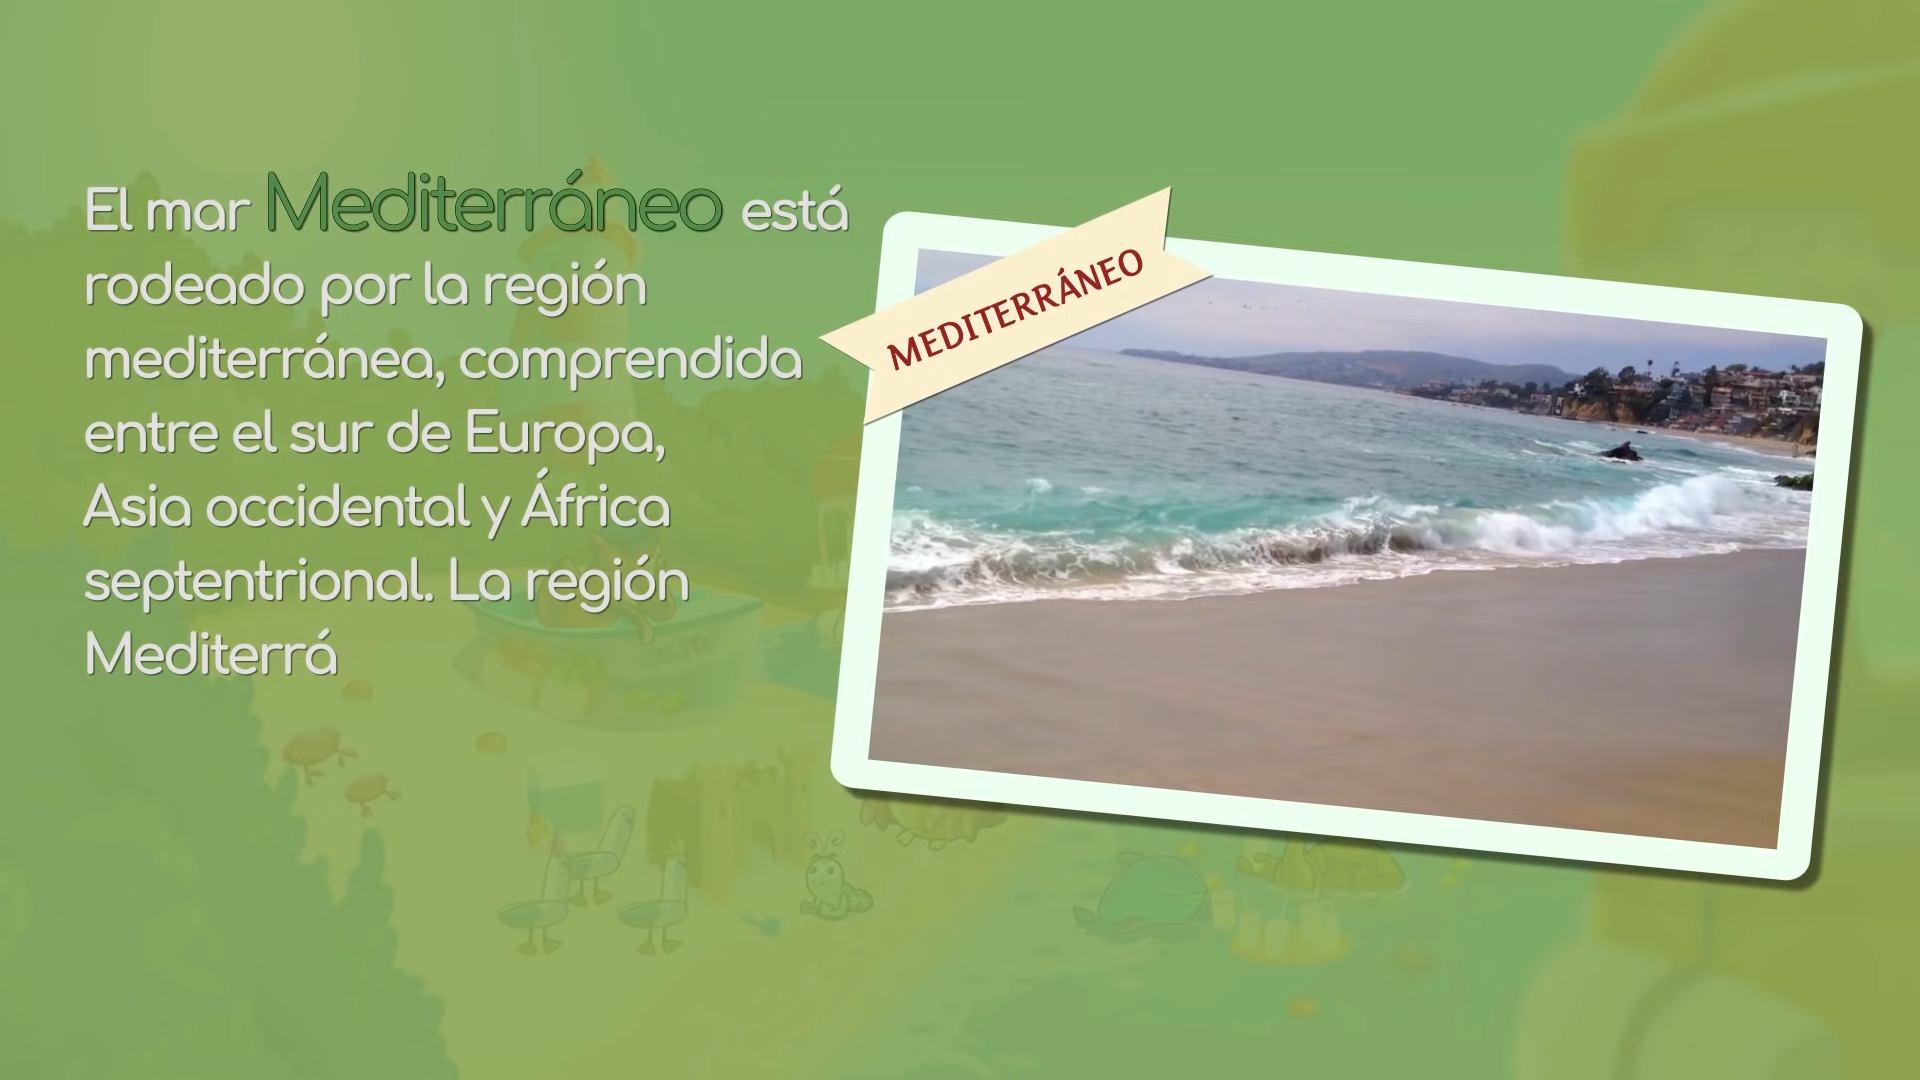 El mar Mediterráneo está
rodeado por la región
mediterránea, comprendida
entre el sur de Europa,
Asia occidental y África
septentrional. La región
Mediterrá
MEDITERRÁNEO